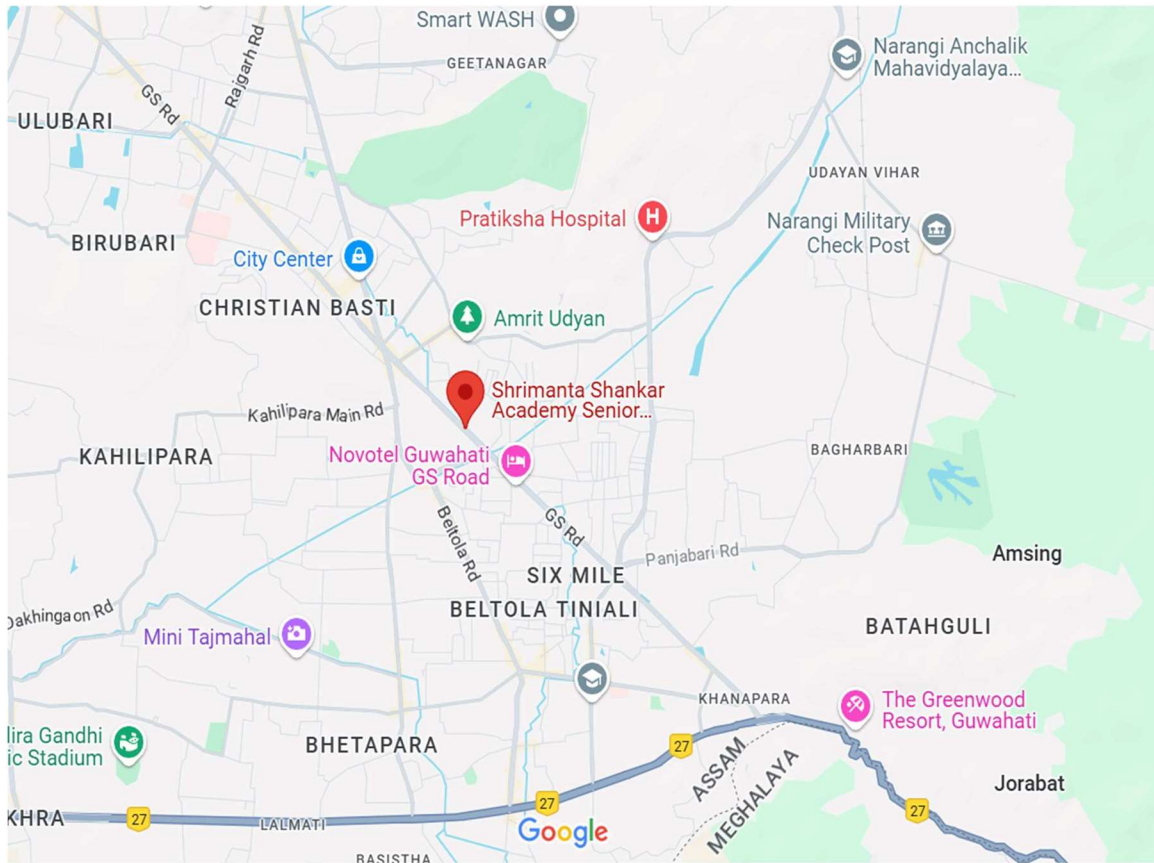 Smart WASH
GEETANAGAR
Narangi Anchalik
Mahavidyalaya...
Rajgarh Rd
GS Rd
ULUBARI
UDAYAN VIHAR
Pratiksha Hospital
H
Narangi Military
Check Post
BIRUBARI
City Center
CHRISTIAN BASTI
Amrit Udyan
Shrimanta Shankar
Academy Senior...
Kahilipara Main Rd
KAHILIPARA
Novotel Guwahati
GS Road
BAGHARBARI
Beltola Rd
GS Rd
Panjabari Rd
Amsing
SIX MILE
BELTOLA TINIALI
Dakhingaon Rd
Mini Tajmahal
BATAHGULI
KHANAPARA
The Greenwood
Resort, Guwahati
dira Gandhi
ic Stadium
BHETAPARA
27
ASSAM
MEGHALAYA
Jorabat
27
27
KHRA
27
LALMATI
Google
BASISTHA